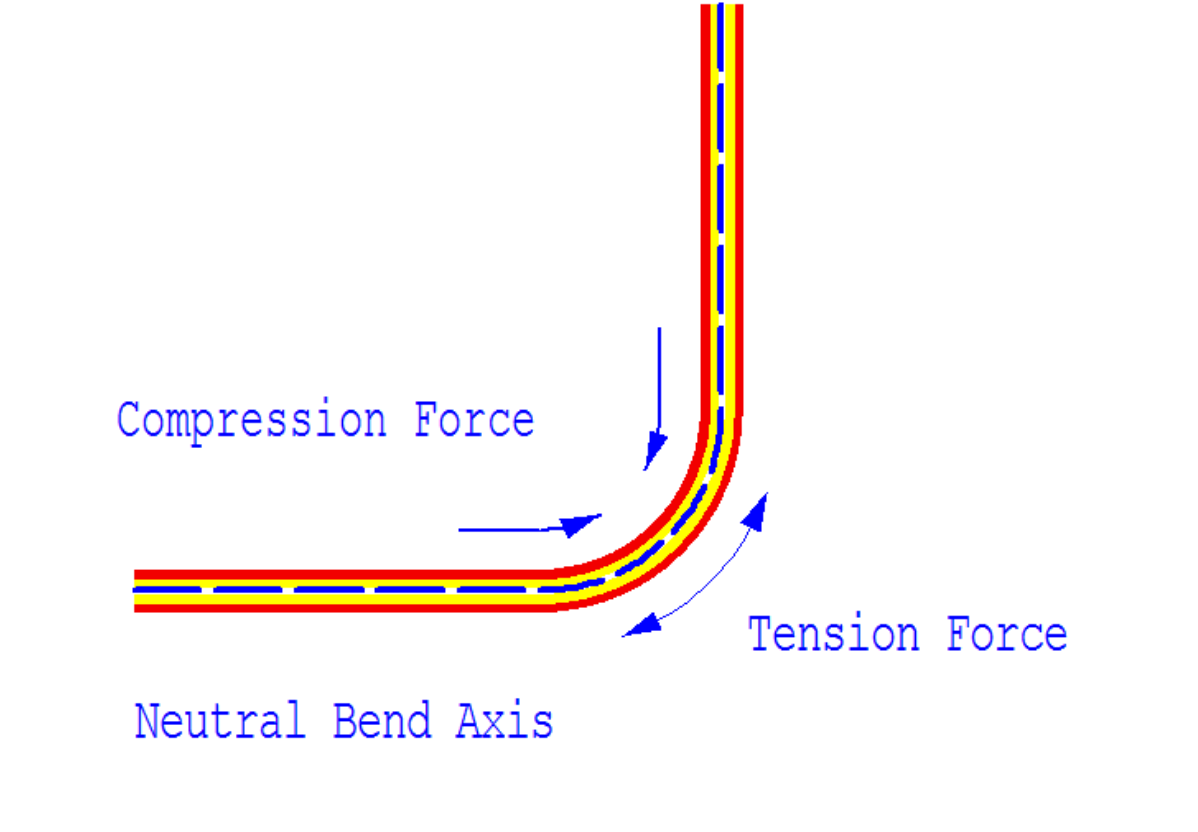 Compression Force
Tension Force
Neutral Bend Axis